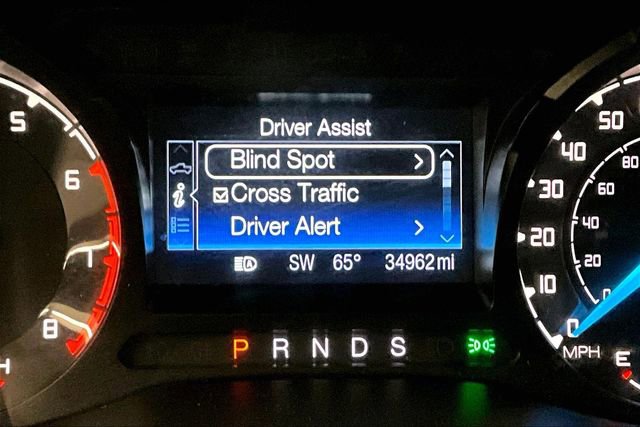 Driver Assist
Blind Spot
Cross Traffic
Driver Alert
SW 65° 34962 mi
P R N D S
5
6
7
8
H
50
40
30
20
10
0
MPH
80
60
40
20
0
E